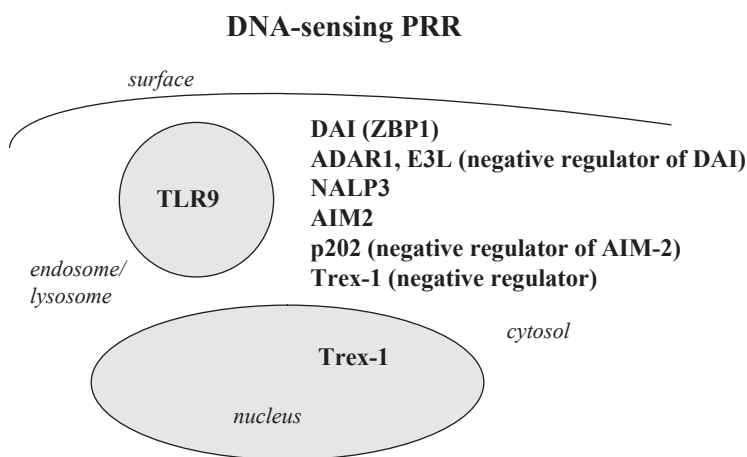 DNA-sensing PRR
surface
DAI (ZBP1)
ADAR1, E3L (negative regulator of DAI)
NALP3
AIM2
p202 (negative regulator of AIM-2)
Trex-1 (negative regulator)
TLR9
endosome/
lysosome
cytosol
Trex-1
nucleus